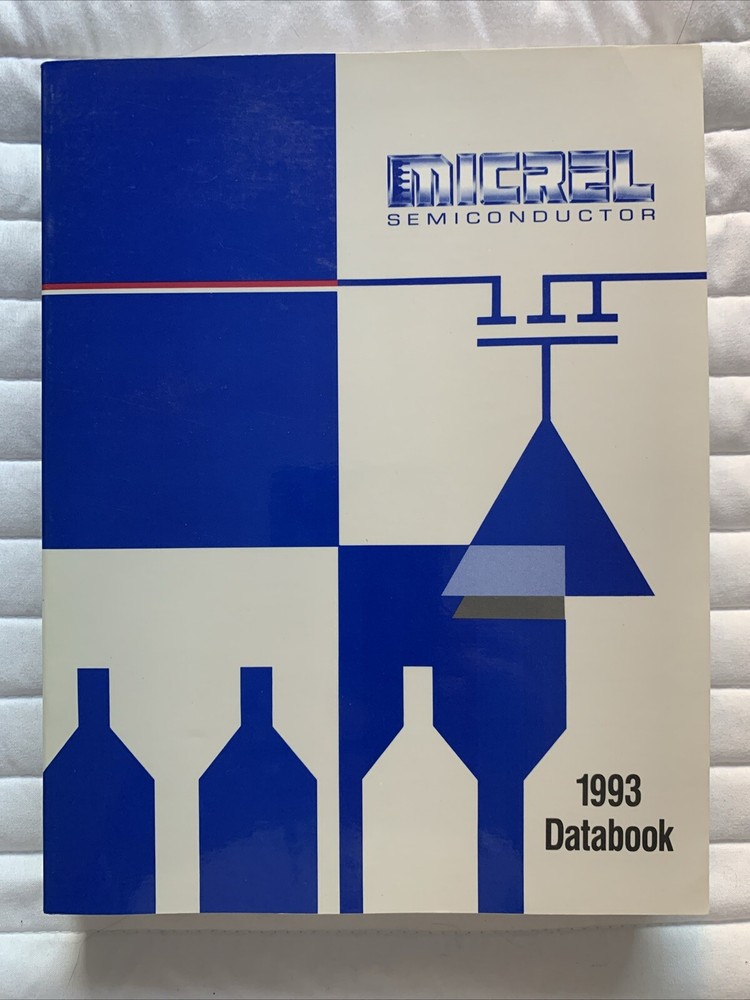 MICREL
SEMICONDUCTOR
1993
Databook